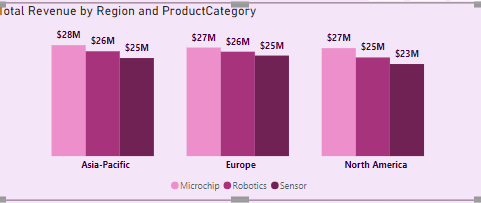 Total Revenue by Region and ProductCategory
$28M $26M $25M $27M $26M $25M $27M $25M $23M
Asia-Pacific Europe North America
Microchip Robotics Sensor